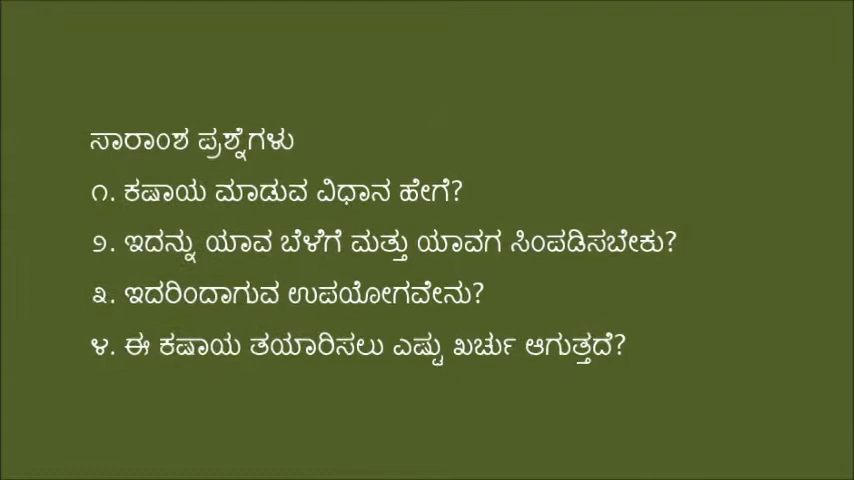 ಸಾರಾಂಶ ಪ್ರಶ್ನೆಗಳು
೧. ಕಷಾಯ ಮಾಡುವ ವಿಧಾನ ಹೇಗೆ?
೨. ಇದನ್ನು ಯಾವ ಬೆಳೆಗೆ ಮತ್ತು ಯಾವಗ ಸಿಂಪಡಿಸಬೇಕು?
೩. ಇದರಿಂದಾಗುವ ಉಪಯೋಗವೇನು?
೪. ಈ ಕಷಾಯ ತಯಾರಿಸಲು ಎಷ್ಟು ಖರ್ಚು ಆಗುತ್ತದೆ?